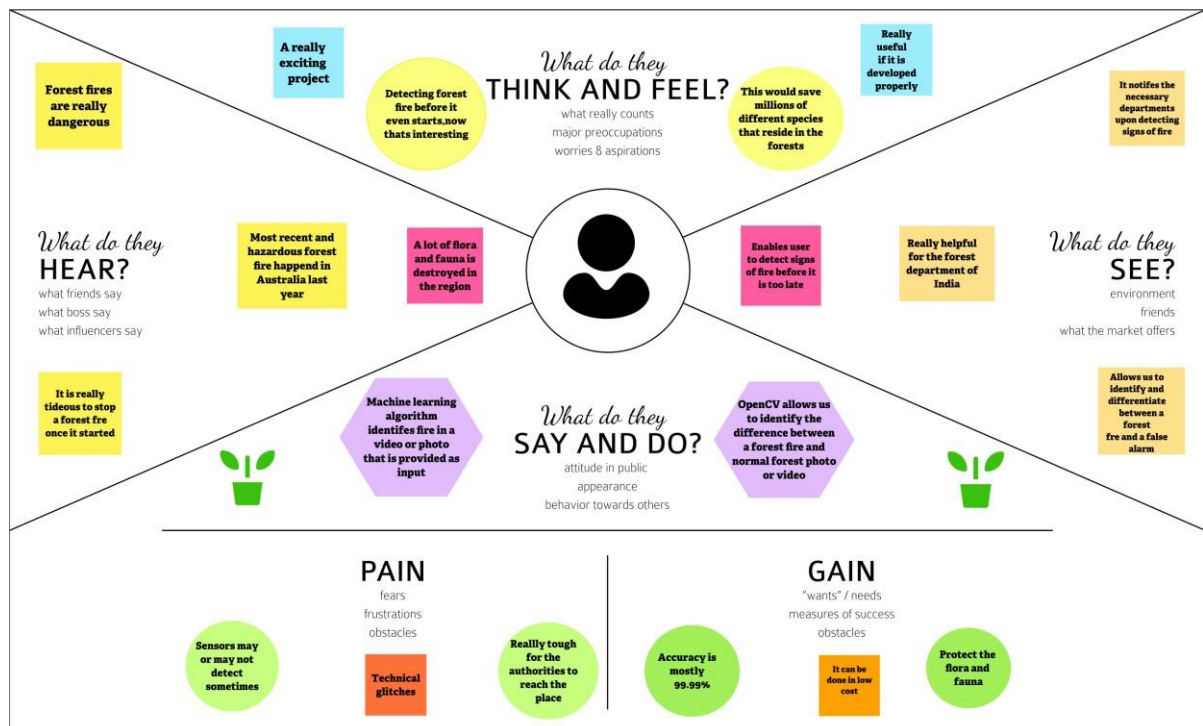 A really
exciting
project
Detecting forest
fire before it
even starts,now
thats interesting
What do they
THINK AND FEEL?
what really counts
major preoccupations
worries & aspirations
This would save
millions of
different species
that reside in the
forests
Really
useful
if it is
developed
properly
Forest fires
are really
dangerous
What do they
HEAR?
what friends say
what boss say
what influencers say
Most recent and
hazardous forest
fire happend in
Australia last
year
A lot of flora
and fauna is
destroyed in
the region
It is really
tideous to stop
a forest fre
once it started
It notifes the
necessary
departments
upon detecting
signs of fire
Enables user
to detect signs
of fire before it
is too late
Really helpful
for the forest
department of
India
What do they
SEE?
environment
friends
what the market offers
Allows us to
identify and
differentiate
between a
forest
fre and a false
alarm
Machine learning
algorithm
identifes fire in a
video or photo
that is provided as
input
What do they
SAY AND DO?
attitude in public
appearance
behavior towards others
OpenCV allows us
to identify the
difference between
a forest fire and
normal forest photo
or video
PAIN
fears
frustrations
obstacles
Sensors may
or may not
detect
sometimes
Technical
glitches
Reallly tough
for the
authorities to
reach the
place
GAIN
"wants" / needs
measures of success
obstacles
Accuracy is
mostly
99.99%
It can be
done in low
cost
Protect the
flora and
fauna